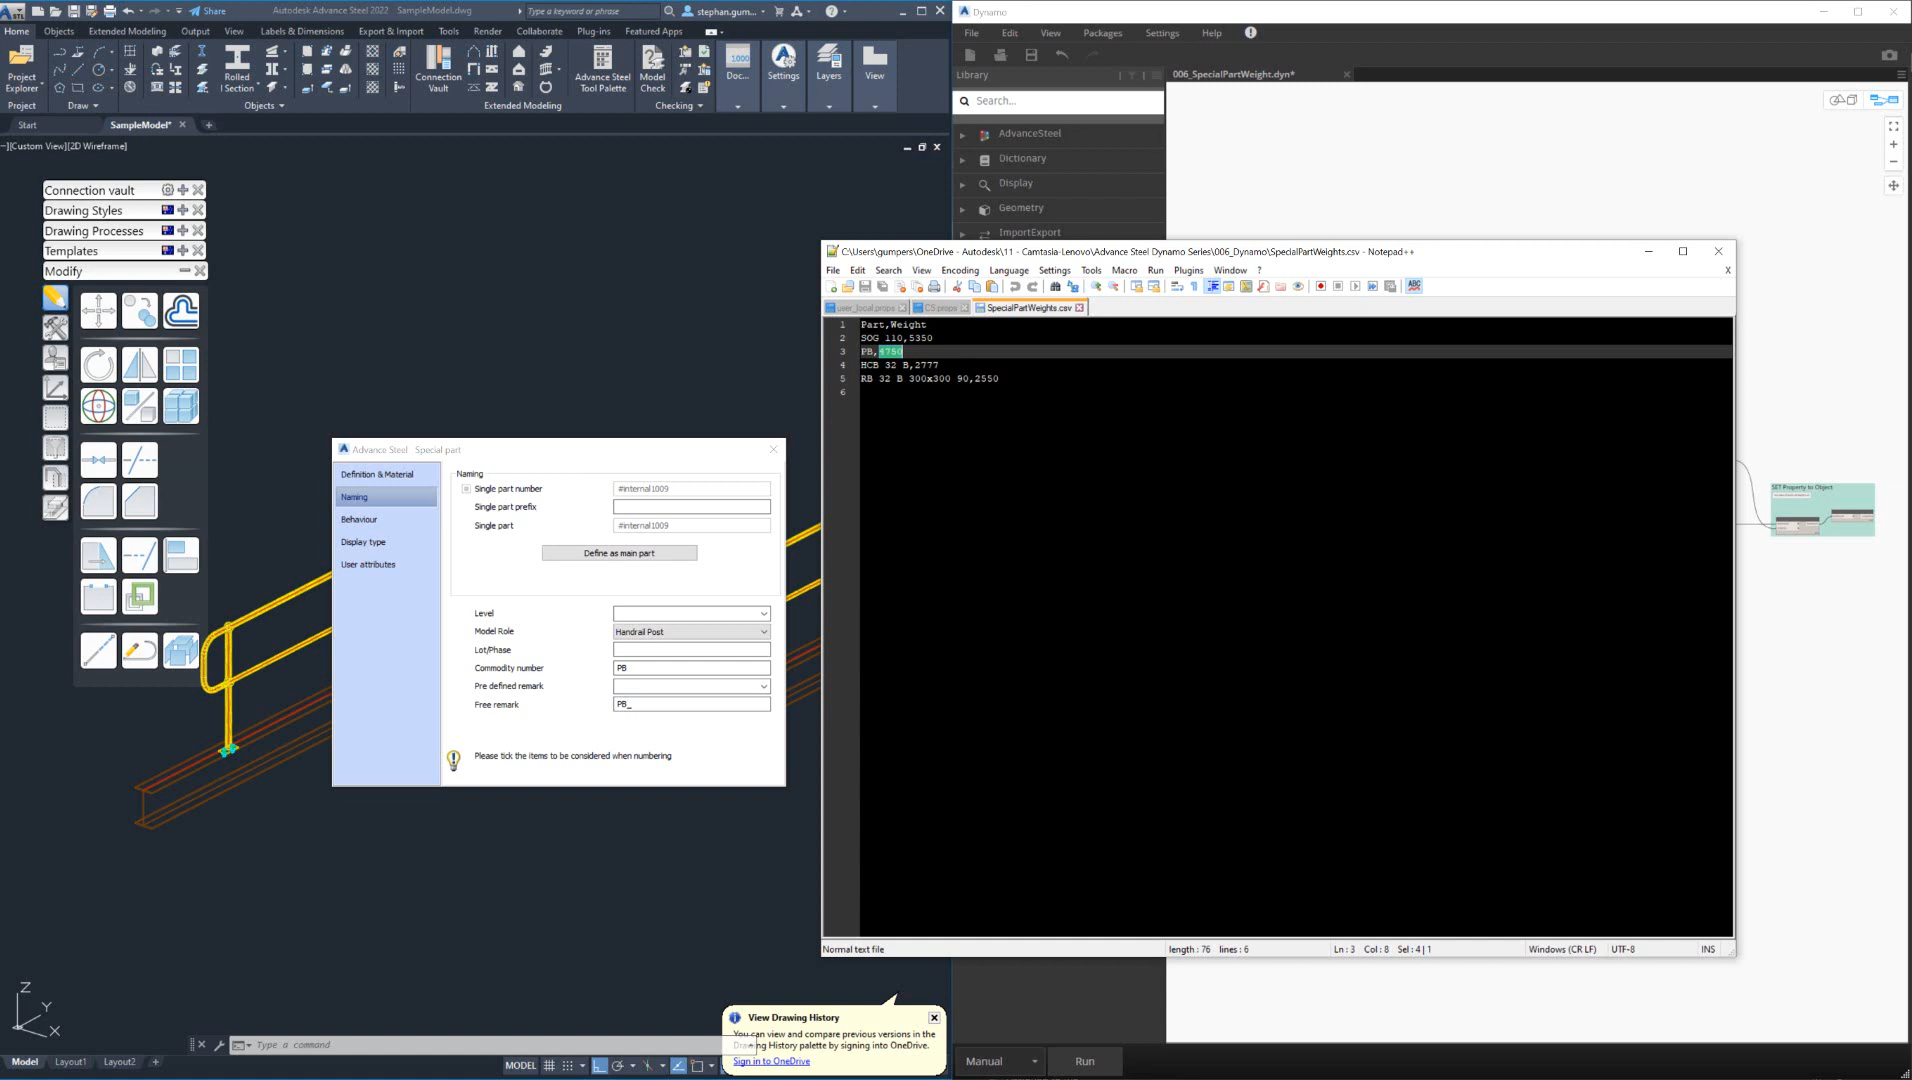 Share
Autodesk Advance Steel 2022   SampleModel.dwg
Type a keyword or phrase
stephan.gum...
Home
Objects
Extended Modeling
Output
View
Labels & Dimensions
Export & Import
Tools
Render
Collaborate
Plug-ins
Featured Apps
Project
Explorer
Rolled
I Section
Connection
Vault
Advance Steel
Tool Palette
Model
Check
Doc...
Settings
Layers
View
Project
Draw
Objects
Extended Modeling
Checking
Start
SampleModel*
[Custom View][2D Wireframe]
Connection vault
Drawing Styles
Drawing Processes
Templates
Modify
Advance Steel   Special part
Definition & Material
Naming
Behaviour
Display type
User attributes
Naming
Single part number
#internal1009
Single part prefix
Single part
#internal1009
Define as main part
Level
Model Role
Handrail Post
Lot/Phase
Commodity number
PB
Pre defined remark
Free remark
PB_
Please tick the items to be considered when numbering
Z
Y
X
Type a command
View Drawing History
You can view and compare previous versions in the
Drawing History palette by signing into OneDrive.
Sign in to OneDrive
Model
Layout1
Layout2
MODEL
Dynamo
File
Edit
View
Packages
Settings
Help
Library
006_SpecialPartWeight.dyn*
Search...
AdvanceSteel
Dictionary
Display
Geometry
ImportExport
SET Property to Object
Manual
Run
C:\Users\gumpers\OneDrive - Autodesk\11 - Camtasia-Lenovo\Advance Steel Dynamo Series\006_Dynamo\SpecialPartWeights.csv - Notepad++
File
Edit
Search
View
Encoding
Language
Settings
Tools
Macro
Run
Plugins
Window
?
X
user_local.props
CS.props
SpecialPartWeights.csv
1 Part,Weight
2 SOG 110,5350
3 PB,4750
4 HCB 32 B,2777
5 RB 32 B 300x300 90,2550
6
Normal text file
length : 76   lines : 6
Ln : 3   Col : 8   Sel : 4 | 1
Windows (CR LF)
UTF-8
INS